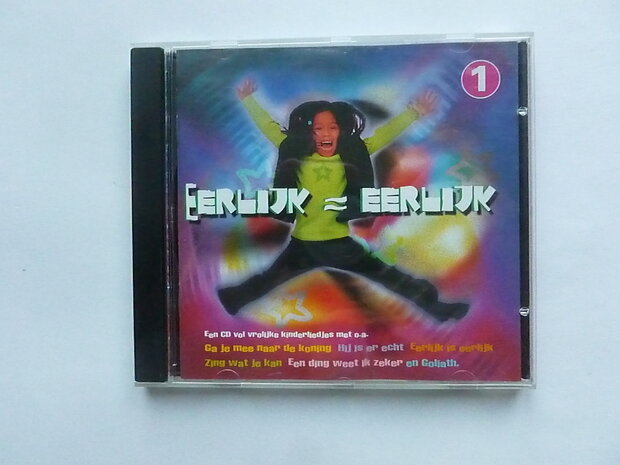 1
EERLIJK = EERLIJK
Een CD vol vrolijke kinderliedjes met o.a.
Ga je mee naar de koning Hij is er echt Eerlijk is eerlijk
Zing wat je kan Een ding weet ik zeker en Goliath.